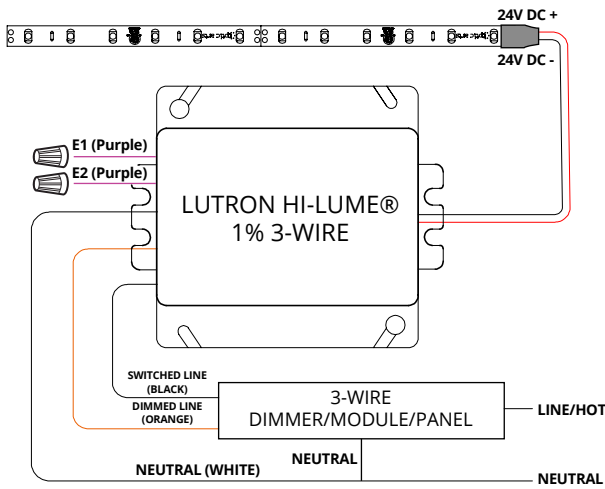 24V DC +
24V DC -
E1 (Purple)
E2 (Purple)
LUTRON HI-LUME®
1% 3-WIRE
SWITCHED LINE
(BLACK)
DIMMED LINE
(ORANGE)
3-WIRE
DIMMER/MODULE/PANEL
LINE/HOT
NEUTRAL
NEUTRAL (WHITE)
NEUTRAL